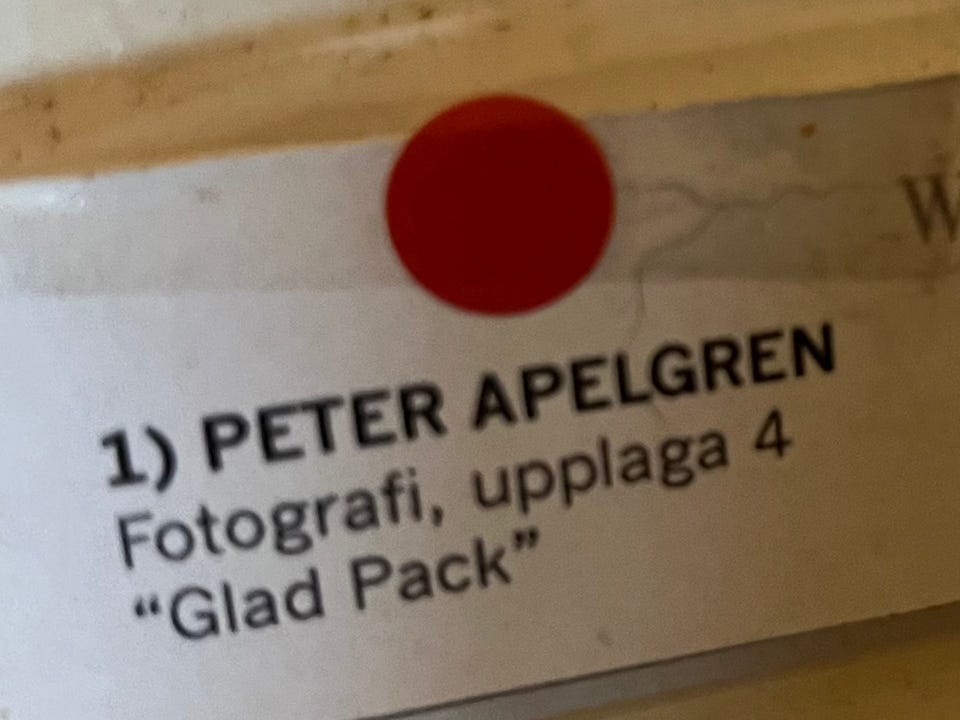 W
1) PETER APELGREN
Fotografi, upplaga 4
“Glad Pack”